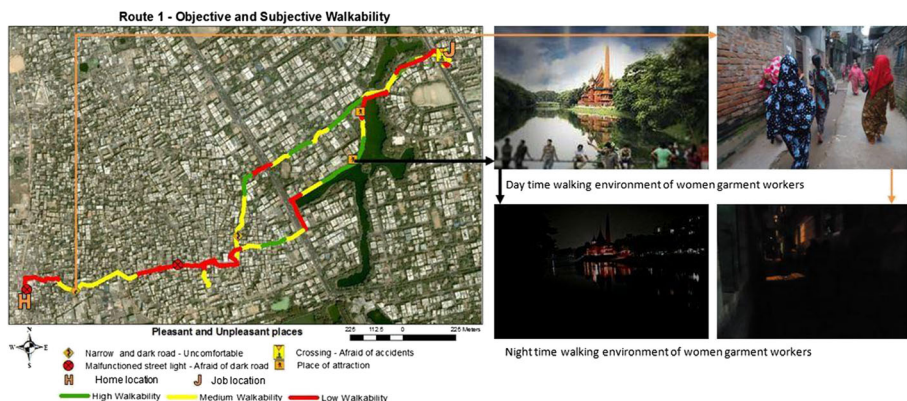 Route 1 - Objective and Subjective Walkability
J
H
Day time walking environment of women garment workers
Night time walking environment of women garment workers
Pleasant and Unpleasant places
225 112.5 0 225 Meters
N
W E
S
Narrow and dark road - Uncomfortable
Crossing - Afraid of accidents
Malfunctioned street light - Afraid of dark road
Place of attraction
H Home location
J Job location
High Walkability
Medium Walkability
Low Walkability